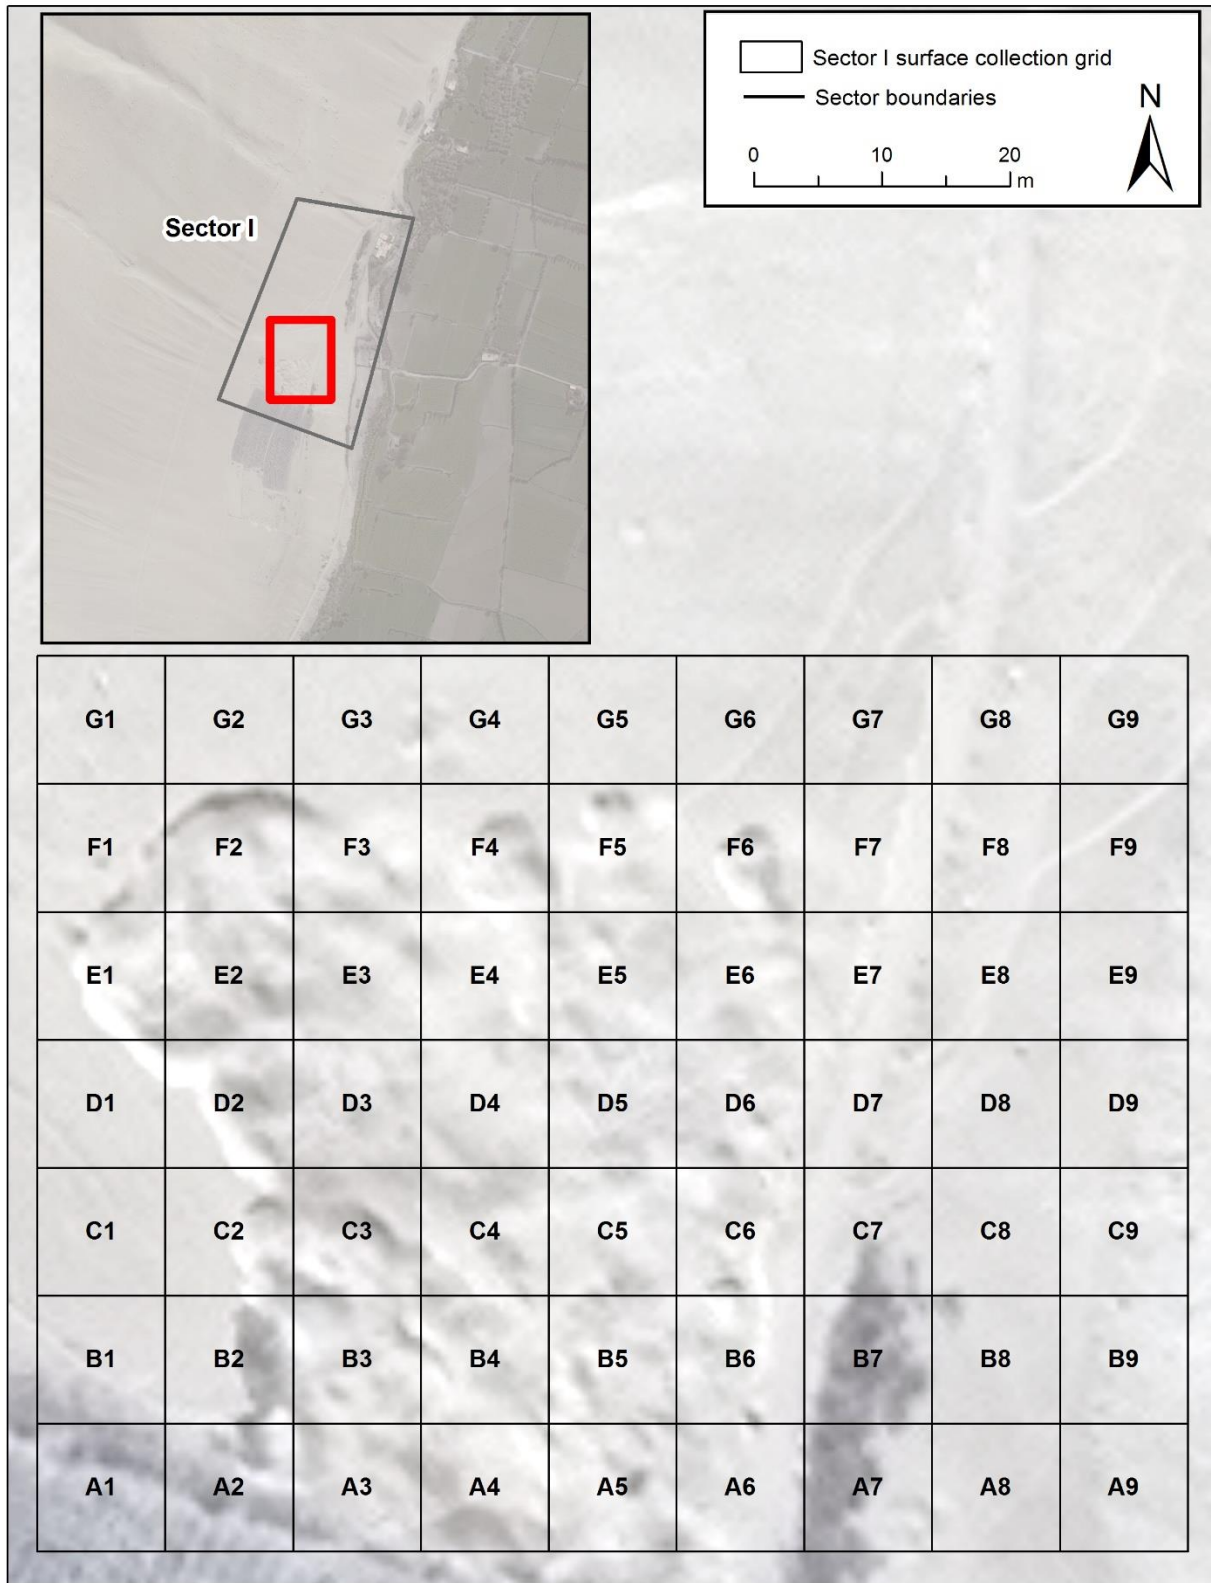 Sector I
Sector I surface collection grid
Sector boundaries
N
0 10 20
m
G1 G2 G3 G4 G5 G6 G7 G8 G9
F1 F2 F3 F4 F5 F6 F7 F8 F9
E1 E2 E3 E4 E5 E6 E7 E8 E9
D1 D2 D3 D4 D5 D6 D7 D8 D9
C1 C2 C3 C4 C5 C6 C7 C8 C9
B1 B2 B3 B4 B5 B6 B7 B8 B9
A1 A2 A3 A4 A5 A6 A7 A8 A9